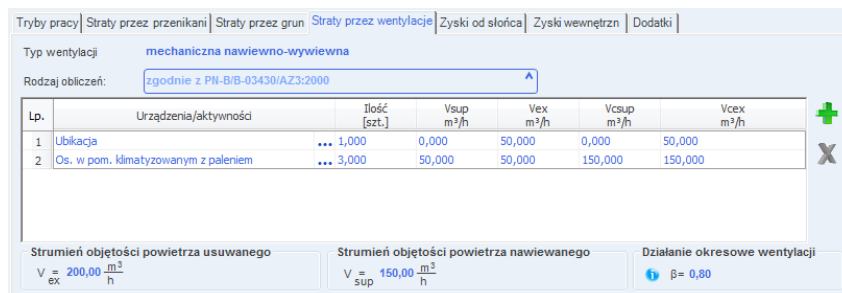 Tryby pracy Straty przez przenikani Straty przez grun Straty przez wentylacje Zyski od słońca Zyski wewnętrzn Dodatki
Typ wentylacji mechaniczna nawiewno-wywiewna
Rodzaj obliczeń: zgodnie z PN-B/B-03430/AZ3:2000
Lp. Urządzenia/aktywności Ilość [szt.] Vsup m³/h Vex m³/h Vcsup m³/h Vcex m³/h
1 Ubikacja ... 1,000 0,000 50,000 0,000 50,000
2 Os. w pom. klimatyzowanym z paleniem ... 3,000 50,000 50,000 150,000 150,000
Strumień objętości powietrza usuwanego Strumień objętości powietrza nawiewanego Działanie okresowe wentylacji
V ex = 200,00 m³/h V sup = 150,00 m³/h i β= 0,80